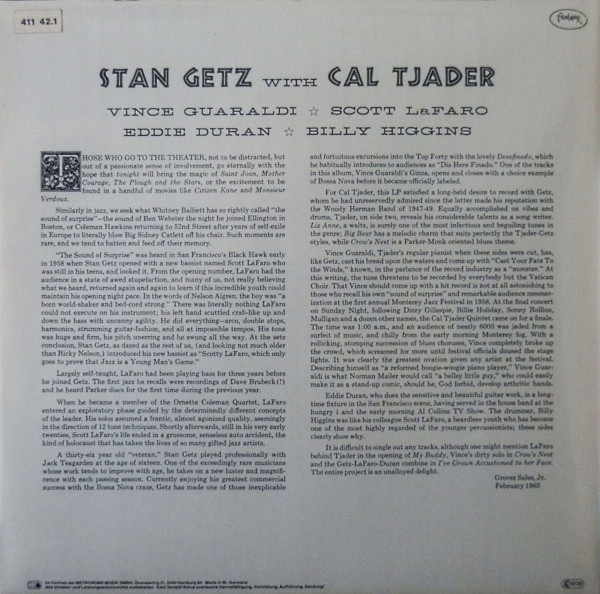 411 42.1
fantasy
STAN GETZ WITH CAL TJADER
VINCE GUARALDI ☆ SCOTT LaFARO
EDDIE DURAN ☆ BILLY HIGGINS
THOSE WHO GO TO THE THEATER, not to be distracted, but
out of a passionate sense of involvement, go eternally with the
hope that tonight will bring the magic of Saint Joan, Mother
Courage, The Plough and the Stars, or the excitement to be
found in a handful of movies like Citizen Kane and Monsieur
Verdoux.
Similarly in jazz, we seek what Whitney Balliett has so rightly called "the
sound of surprise"—the sound of Ben Webster the night he joined Ellington in
Boston, or Coleman Hawkins returning to 52nd Street after years of self-exile
in Europe to literally blow Big Sidney Catlett off his chair. Such moments are
rare, and we tend to batten and feed off their memory.
"The Sound of Surprise" was heard in San Francisco's Black Hawk early
in 1958 when Stan Getz opened with a new bassist named Scott LaFaro who
was still in his teens, and looked it. From the opening number, LaFaro had the
audience in a state of awed stupefaction, and many of us, not really believing
what we heard, returned again and again to learn if this incredible youth could
maintain his opening night pace. In the words of Nelson Algren, the boy was "a
born world-shaker and bed-cord strong." There was literally nothing LaFaro
could not execute on his instrument; his left hand scuttled crab-like up and
down the bass with uncanny agility. He did everything—arco, double stops,
harmonics, strumming guitar-fashion, and all at impossible tempos. His tone
was huge and firm, his pitch unerring and he swung all the way. At the sets
conclusion, Stan Getz, as dazed as the rest of us, (and looking not much older
than Ricky Nelson,) introduced his new bassist as "Scotty LaFaro, which only
goes to prove that Jazz is a Young Man's Game."
Largely self-taught, LaFaro had been playing bass for three years before
he joined Getz. The first jazz he recalls were recordings of Dave Brubeck (!)
and he heard Parker discs for the first time during the previous year.
When he became a member of the Ornette Coleman Quartet, LaFaro
entered an exploratory phase guided by the determinedly different concepts
of the leader. His solos assumed a frantic, almost agonized quality, seemingly
in the direction of 12 tone techniques. Shortly afterwards, still in his very early
twenties, Scott LaFaro's life ended in a gruesome, senseless auto accident, the
kind of holocaust that has taken the lives of so many gifted jazz artists.
A thirty-six year old "veteran," Stan Getz played professionally with
Jack Teagarden at the age of sixteen. One of the exceedingly rare musicians
whose work tends to improve with age, he takes on a new luster and magnifi-
cence with each passing season. Currently enjoying his greatest commercial
success with the Bossa Nova craze, Getz has made one of those inexplicable
and fortuitous excursions into the Top Forty with the lovely Desafinado, which
he habitually introduces to audiences as "Dis Here Finado." One of the tracks
in this album, Vince Guaraldi's Ginza, opens and closes with a choice example
of Bossa Nova before it became officially labeled.
For Cal Tjader, this LP satisfied a long-held desire to record with Getz,
whom he had unreservedly admired since the latter made his reputation with
the Woody Herman Band of 1947-49. Equally accomplished on vibes and
drums, Tjader, on side two, reveals his considerable talents as a song writer.
Liz Anne, a waltz, is surely one of the most infectious and beguiling tunes in
the genre; Big Bear has a melodic charm that suits perfectly the Tjader-Getz
styles, while Crow's Nest is a Parker-Monk oriented blues theme.
Vince Guaraldi, Tjader's regular pianist when these sides were cut, has,
like Getz, cast his bread upon the waters and come up with "Cast Your Fate To
the Winds," known, in the parlance of the record industry as a "monster." At
this writing, the tune threatens to be recorded by everybody but the Vatican
Choir. That Vince should come up with a hit record is not at all astonishing to
those who recall his own "sound of surprise" and remarkable audience mesmer-
ization at that first annual Monterey Jazz Festival in 1958. At the final concert
on Sunday Night, following Dizzy Gillespie, Billie Holiday, Sonny Rollins,
Mulligan and a dozen other names, the Cal Tjader Quintet came on for a finale.
The time was 1:00 a.m., and an audience of nearly 6000 was jaded from a
surfeit of music, and chilly from the early morning Monterey fog. With a
rollicking, stomping succession of blues choruses, Vince completely broke up
the crowd, which screamed for more until festival officials doused the stage
lights. It was clearly the greatest ovation given any artist at the festival.
Describing himself as "a reformed boogie-woogie piano player," Vince Guar-
aldi is what Norman Mailer would call "a ballsy little guy," who could easily
make it as a stand-up comic, should he, God forbid, develop arthritic hands.
Eddie Duran, who does the sensitive and beautiful guitar work, is a long-
time fixture in the San Francisco scene, having served in the house band at the
hungry i and the early morning Al Collins TV Show. The drummer, Billy
Higgins was like his colleague Scott LaFaro, a beardless youth who has become
one of the most highly regarded of the younger percussionists; these sides
clearly show why.
It is difficult to single out any tracks, although one might mention LaFaro
behind Tjader in the opening of My Buddy, Vince's dirty solo in Crow's Nest
and the Getz-LaFaro-Duran combine in I've Grown Accustomed to her Face.
The entire project is an unalloyed delight.
Grover Sales, Jr.
February 1963
Im Vertrieb der METRONOME MUSIK GMBH, Überseering 21, 2000 Hamburg 60 Made in W.-Germany